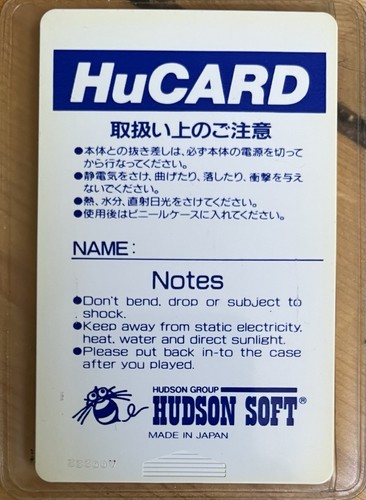 HuCARD
取扱い上のご注意
●本体との抜き差しは、必ず本体の電源を切って
から行なってください。
●静電気をさけ、曲げたり、落したり、衝撃を与え
ないでください。
●熱、水分、直射日光をさけてください。
●使用後はビニールケースに入れてください。
NAME:
Notes
●Don't bend, drop or subject to
shock.
●Keep away from static electricity,
heat, water and direct sunlight.
●Please put back in-to the case
after you played.
HUDSON GROUP
HUDSON SOFT®
MADE IN JAPAN